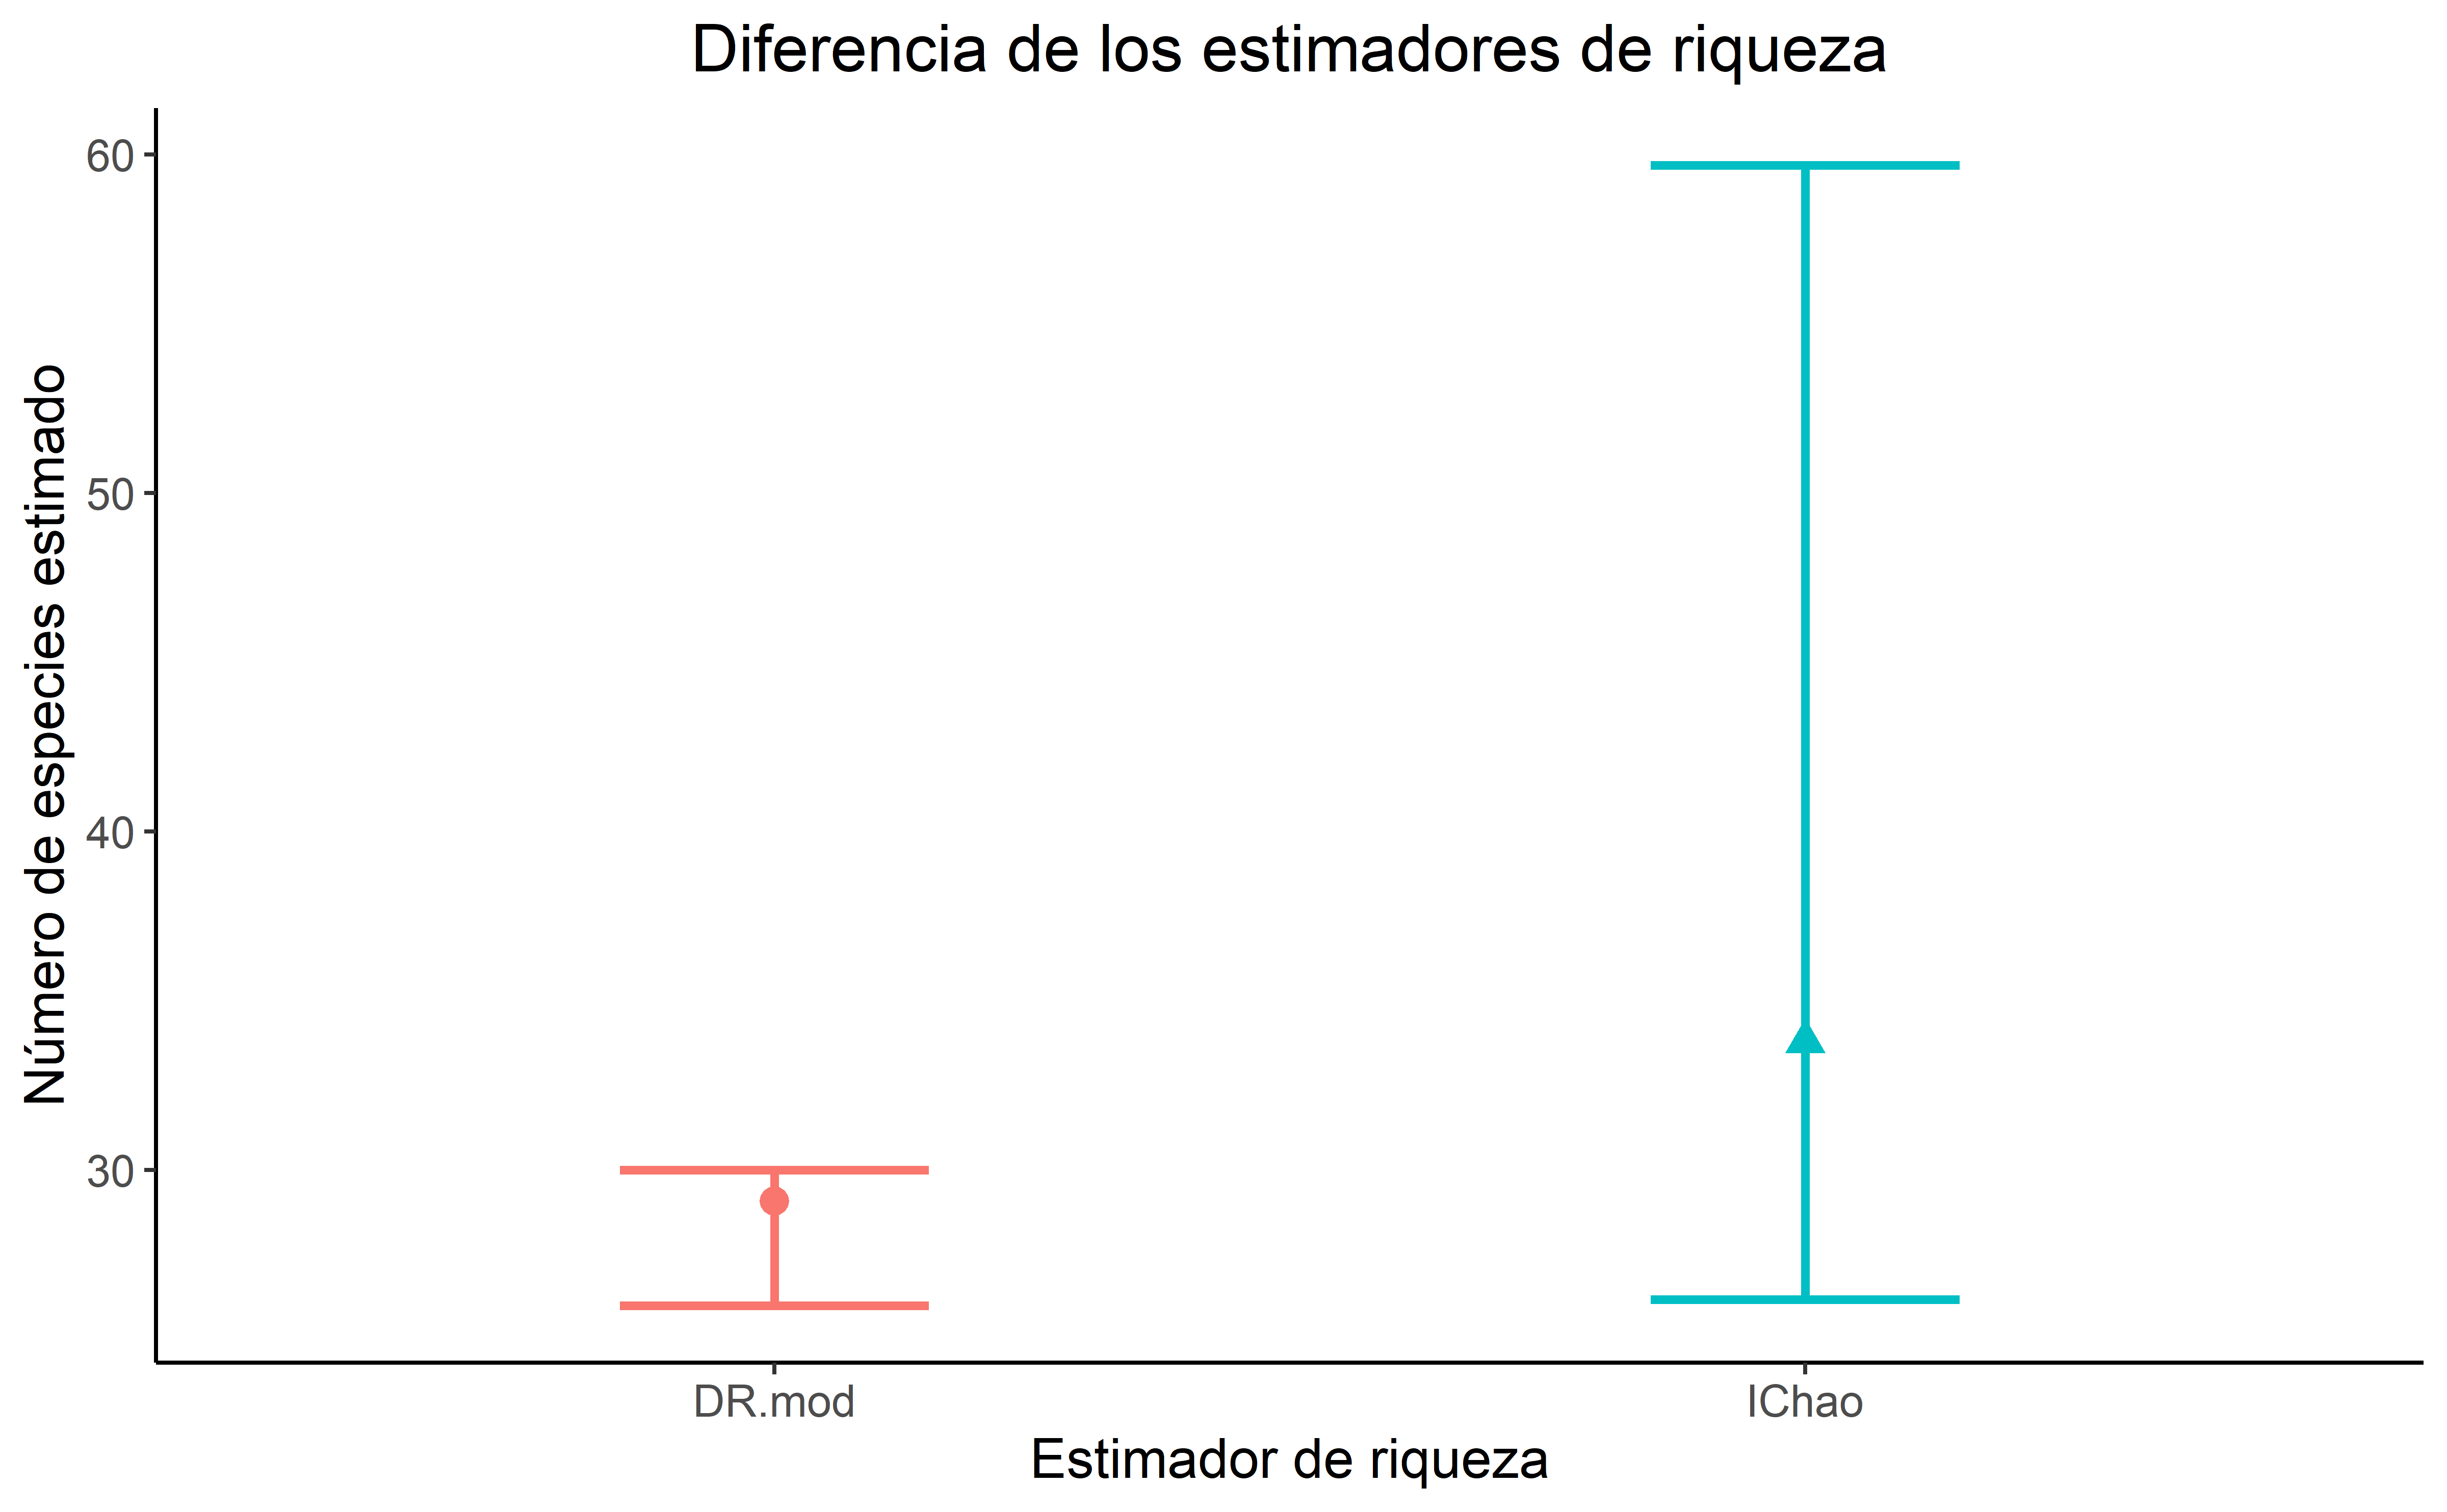 Diferencia de los estimadores de riqueza
Número de especies estimado
60
50
40
30
DR.mod
IChao
Estimador de riqueza